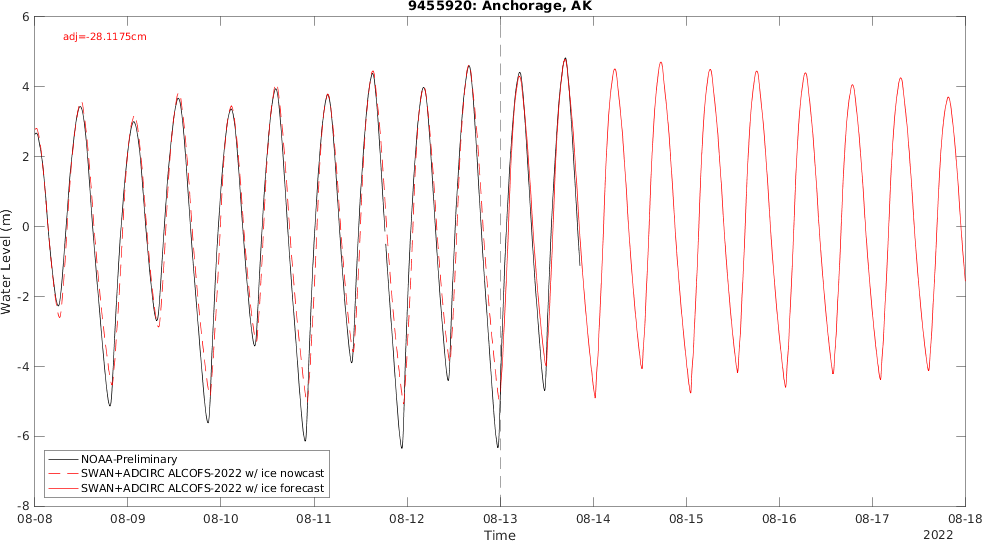 9455920: Anchorage, AK
adj=-28.1175cm
6
4
2
0
-2
-4
-6
-8
Water Level (m)
NOAA-Preliminary
SWAN+ADCIRC ALCOFS-2022 w/ ice nowcast
SWAN+ADCIRC ALCOFS-2022 w/ ice forecast
08-08 08-09 08-10 08-11 08-12 08-13 08-14 08-15 08-16 08-17 08-18
Time
2022